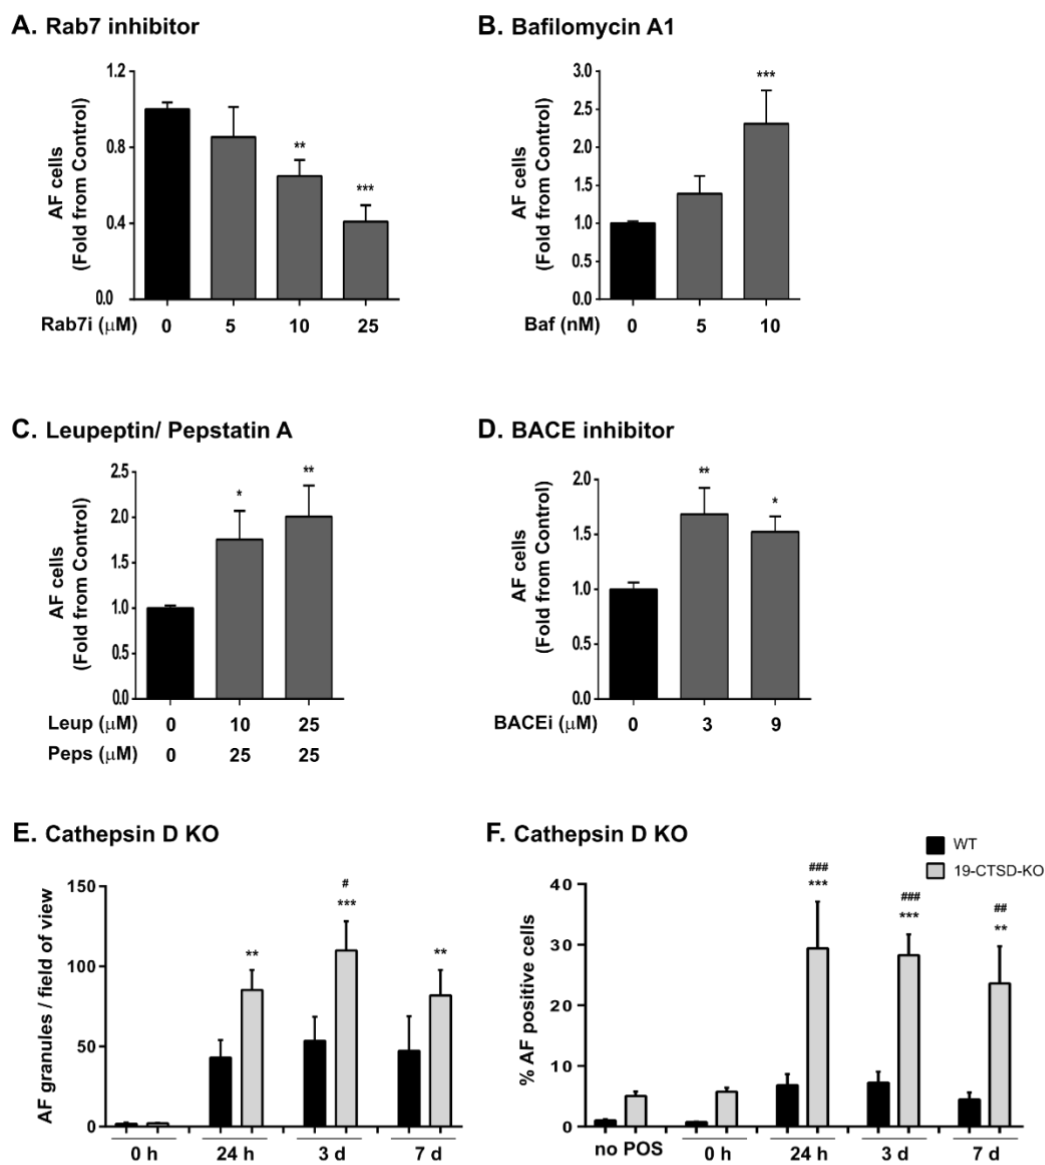 A. Rab7 inhibitor
AF cells
(Fold from Control)
1.2
0.8
0.4
0.0
**
***
Rab7i (μM) 0 5 10 25
B. Bafilomycin A1
AF cells
(Fold from Control)
3.0
2.5
2.0
1.5
1.0
0.5
0.0
***
Baf (nM) 0 5 10
C. Leupeptin/ Pepstatin A
AF cells
(Fold from Control)
2.5
2.0
1.5
1.0
0.5
0.0
*
**
Leup (μM) 0 10 25
Peps (μM) 0 25 25
D. BACE inhibitor
AF cells
(Fold from Control)
2.0
1.5
1.0
0.5
0.0
**
*
BACEi (μM) 0 3 9
E. Cathepsin D KO
AF granules / field of view
150
100
50
0
**
#
***
**
0 h 24 h 3 d 7 d
F. Cathepsin D KO
WT
19-CTSD-KO
% AF positive cells
40
30
20
10
0
###
***
###
***
##
**
no POS 0 h 24 h 3 d 7 d